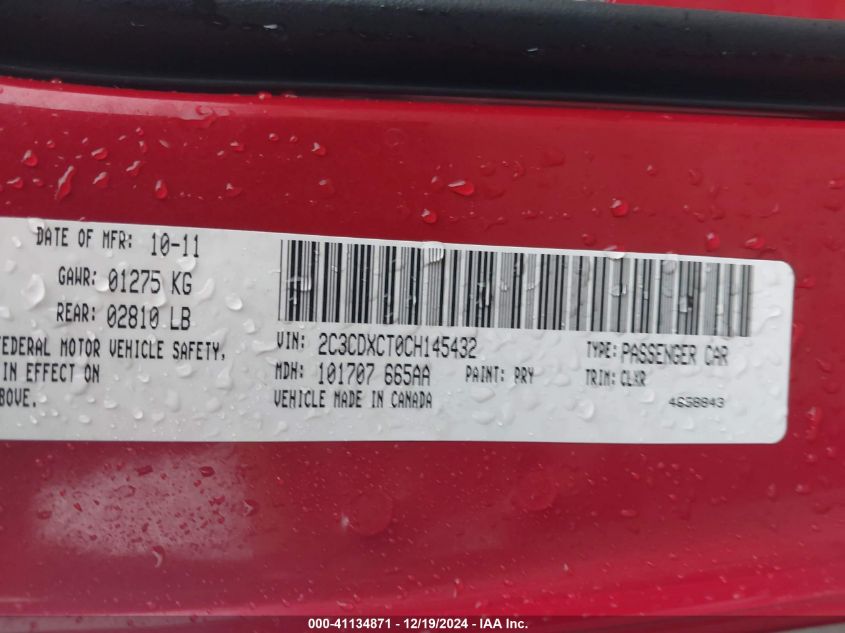 DATE OF MFR: 10-11
GAWR: 01275 KG
REAR: 02810 LB
FEDERAL MOTOR VEHICLE SAFETY,
IN EFFECT ON
ABOVE.
VIN: 2C3CDXCT0CH145432
TYPE: PASSENGER CAR
MDH: 101707 665AA
PAINT: PRY
TRIM: CLXR
VEHICLE MADE IN CANADA
4658843
000-41134871 - 12/19/2024 - IAA Inc.